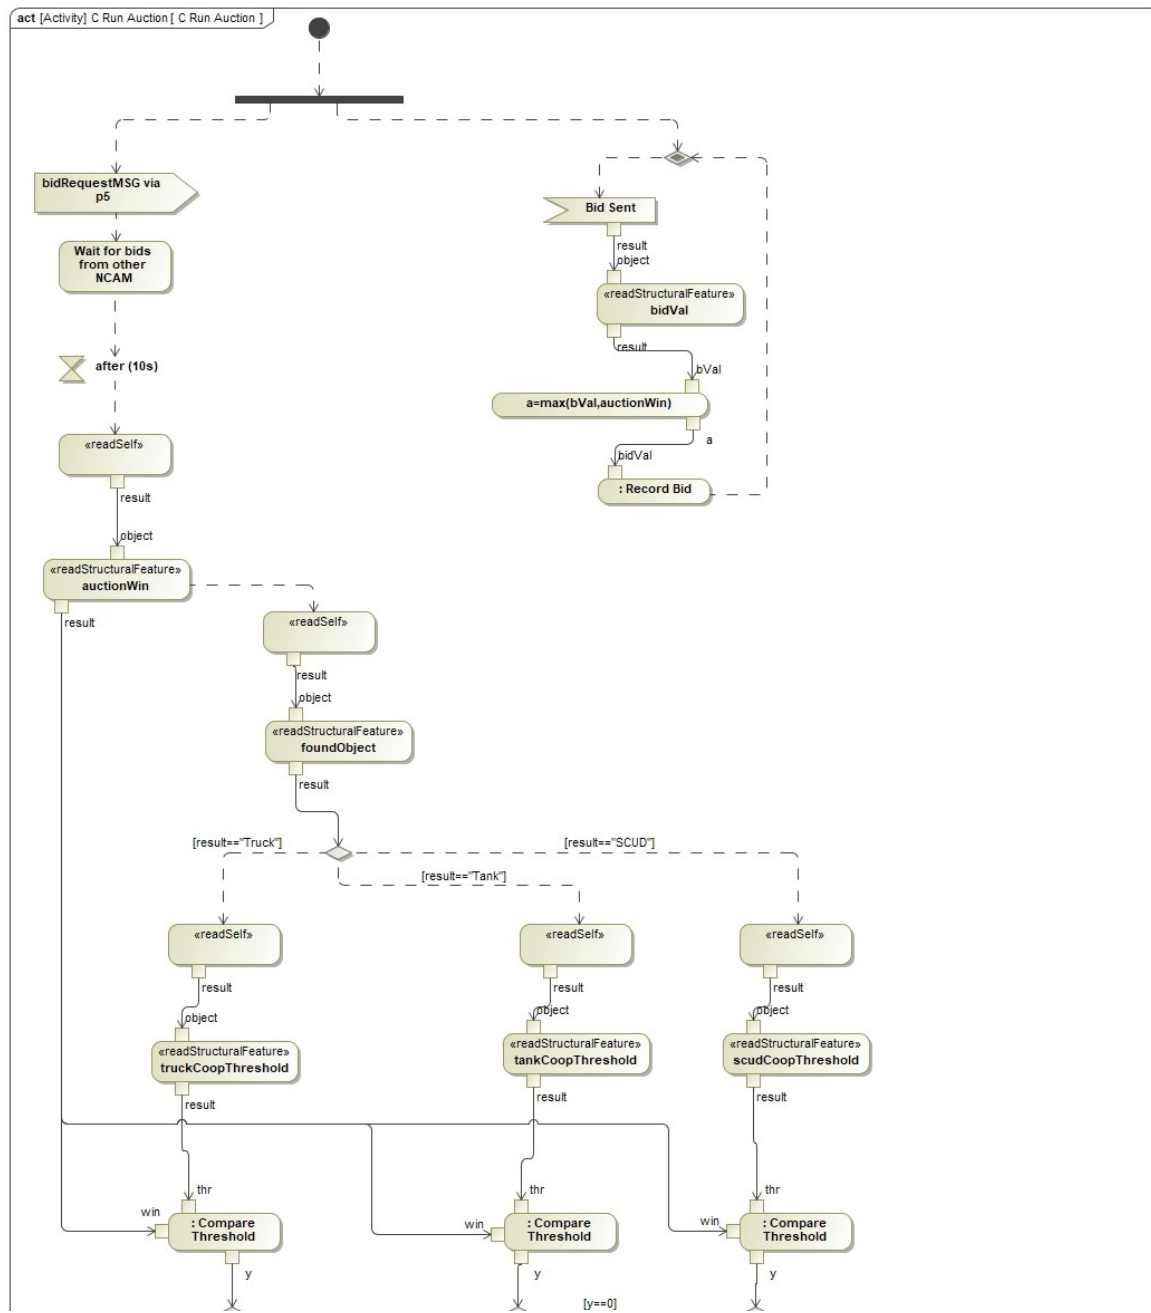 act [Activity] C Run Auction [ C Run Auction ]
bidRequestMSG via
p5
Bid Sent
result
object
Wait for bids
from other
NCAM
«readStructuralFeature»
bidVal
result
after (10s)
bVal
a=max(bVal,auctionWin)
a
«readSelf»
bidVal
: Record Bid
result
object
«readStructuralFeature»
auctionWin
result
«readSelf»
result
object
«readStructuralFeature»
foundObject
result
[result=="Truck"]
[result=="SCUD"]
[result=="Tank"]
«readSelf»
«readSelf»
«readSelf»
result
result
result
object
object
object
«readStructuralFeature»
truckCoopThreshold
«readStructuralFeature»
tankCoopThreshold
«readStructuralFeature»
scudCoopThreshold
result
result
result
thr
thr
thr
win
win
win
: Compare
Threshold
: Compare
Threshold
: Compare
Threshold
y
y
y
[y==0]